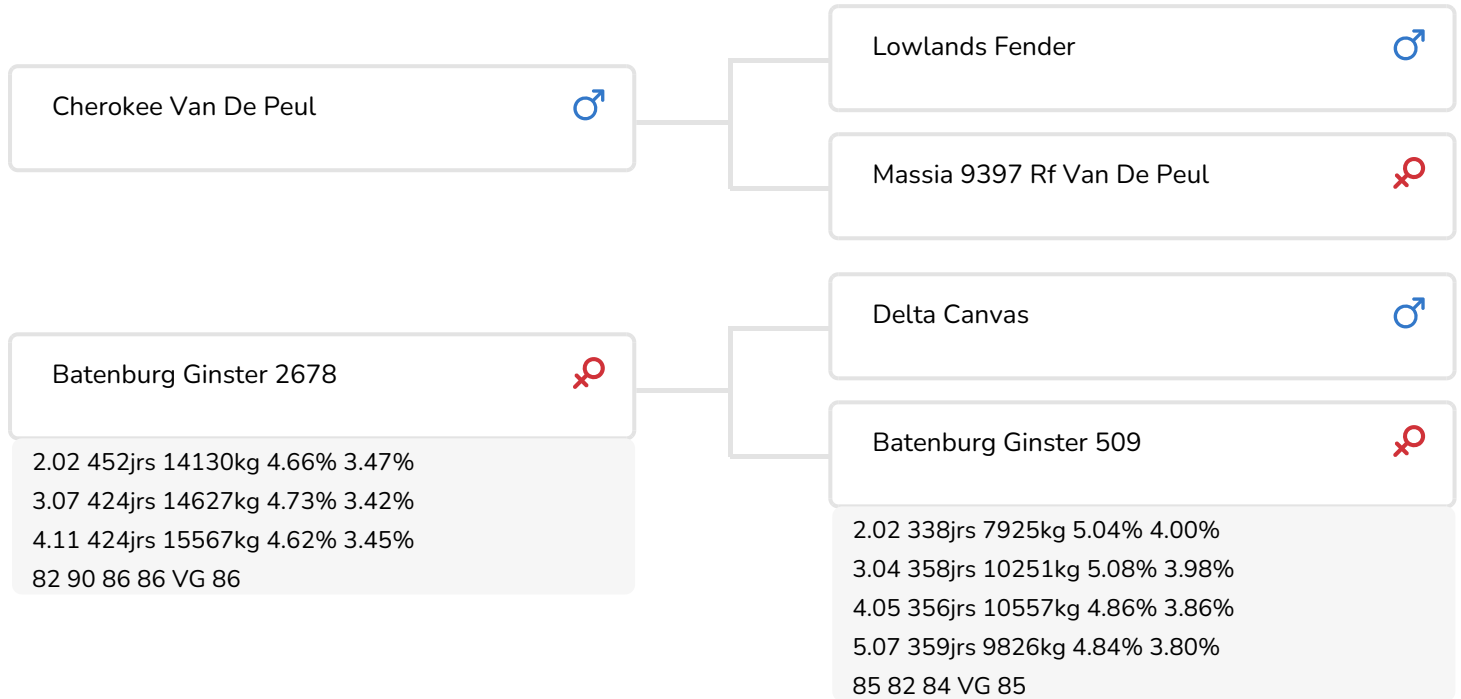 Lowlands Fender
Cherokee Van De Peul
Massia 9397 Rf Van De Peul
Delta Canvas
Batenburg Ginster 2678
2.02 452jrs 14130kg 4.66% 3.47%
3.07 424jrs 14627kg 4.73% 3.42%
4.11 424jrs 15567kg 4.62% 3.45%
82 90 86 86 VG 86
Batenburg Ginster 509
2.02 338jrs 7925kg 5.04% 4.00%
3.04 358jrs 10251kg 5.08% 3.98%
4.05 356jrs 10557kg 4.86% 3.86%
5.07 359jrs 9826kg 4.84% 3.80%
85 82 84 VG 85